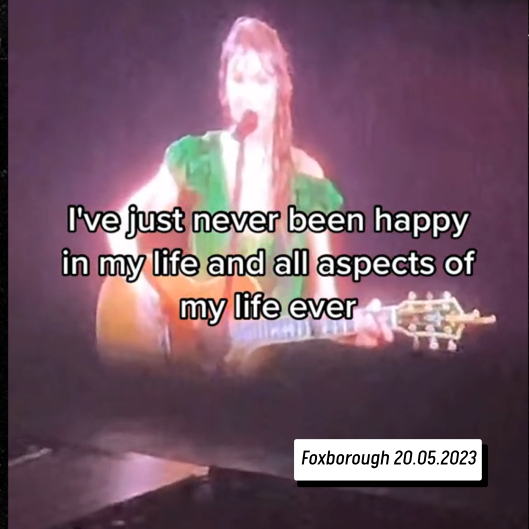 I've just never been happy
in my life and all aspects of
my life ever
Foxborough 20.05.2023